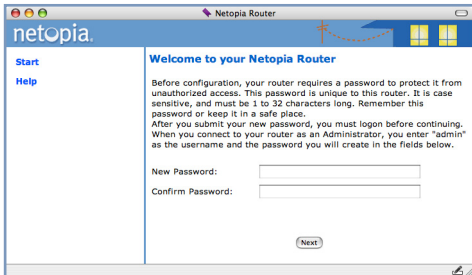 Netopia Router
netopia.
Start
Help
Welcome to your Netopia Router
Before configuration, your router requires a password to protect it from
unauthorized access. This password is unique to this router. It is case
sensitive, and must be 1 to 32 characters long. Remember this
password or keep it in a safe place.
After you submit your new password, you must logon before continuing.
When you connect to your router as an Administrator, you enter "admin"
as the username and the password you will create in the fields below.
New Password:
Confirm Password:
Next